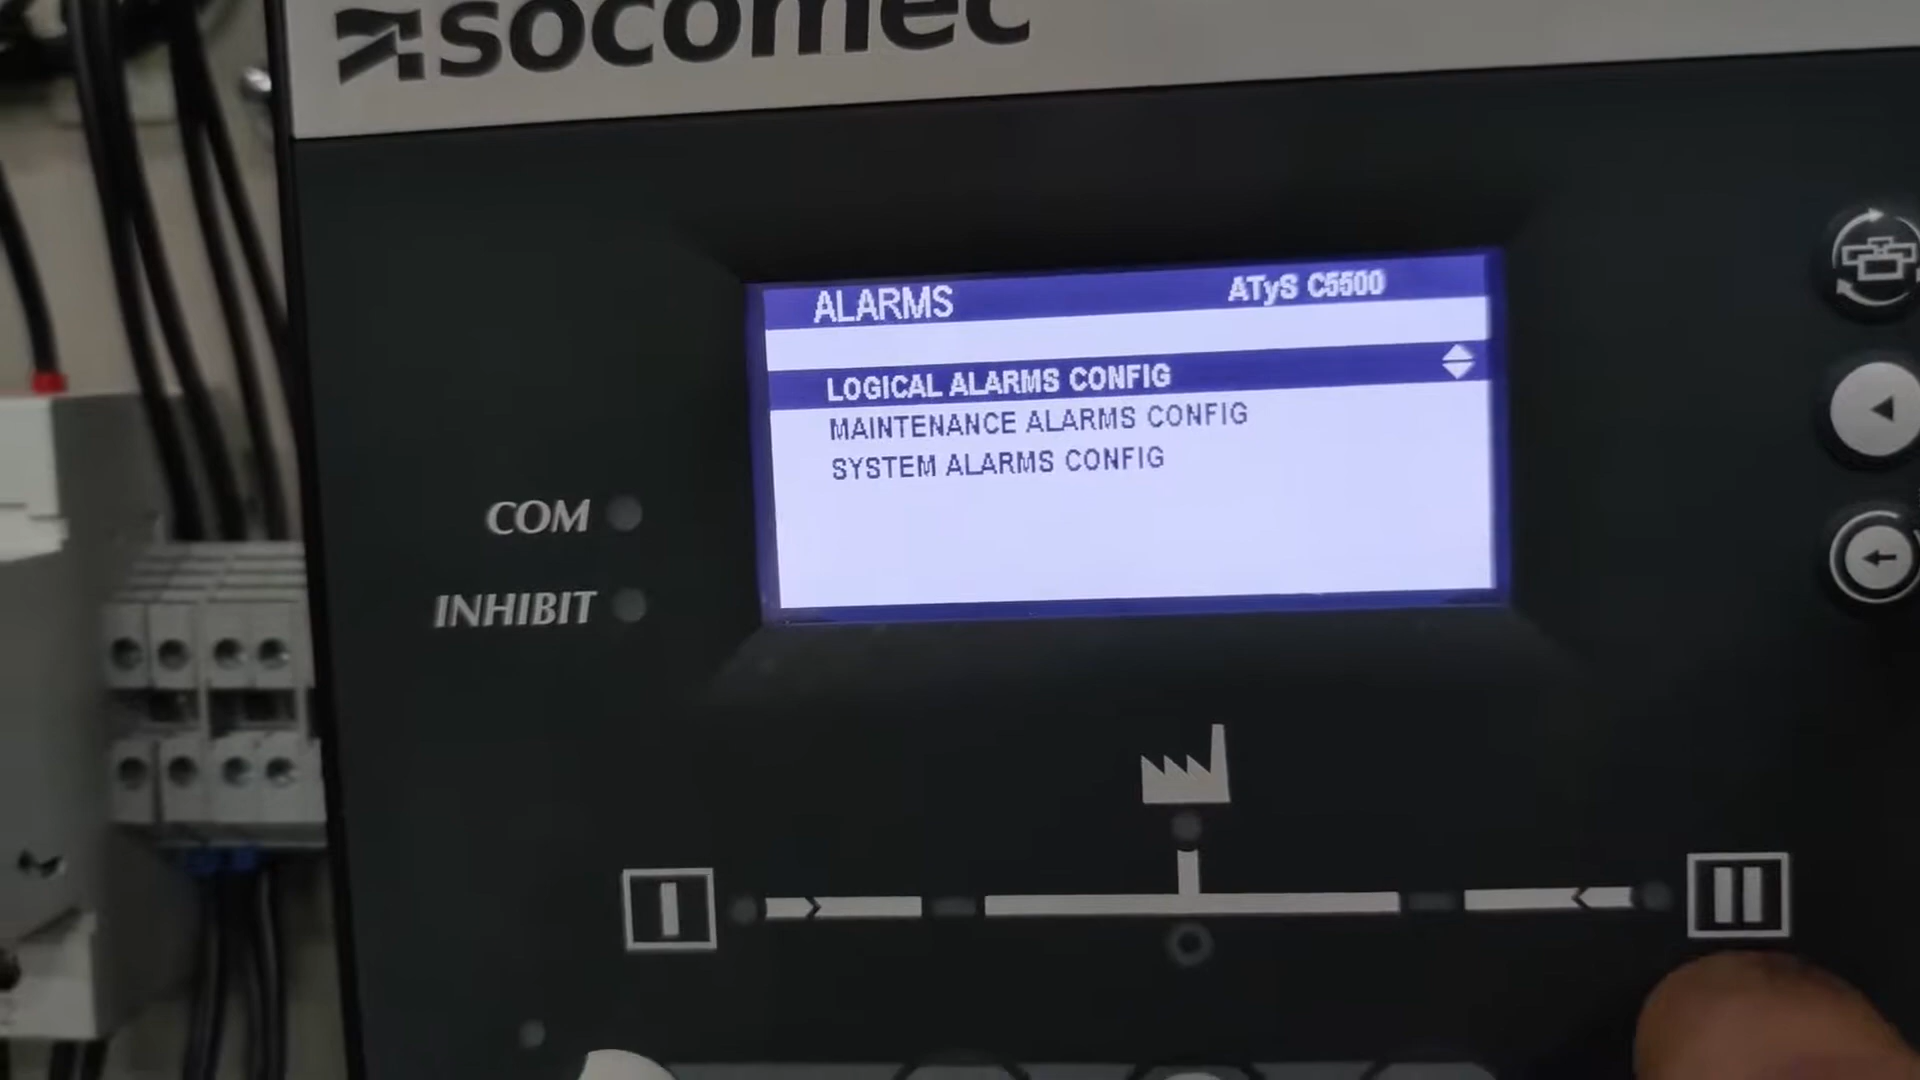 socomec
ALARMS
ATyS C5500
LOGICAL ALARMS CONFIG
MAINTENANCE ALARMS CONFIG
SYSTEM ALARMS CONFIG
COM
INHIBIT
I
II